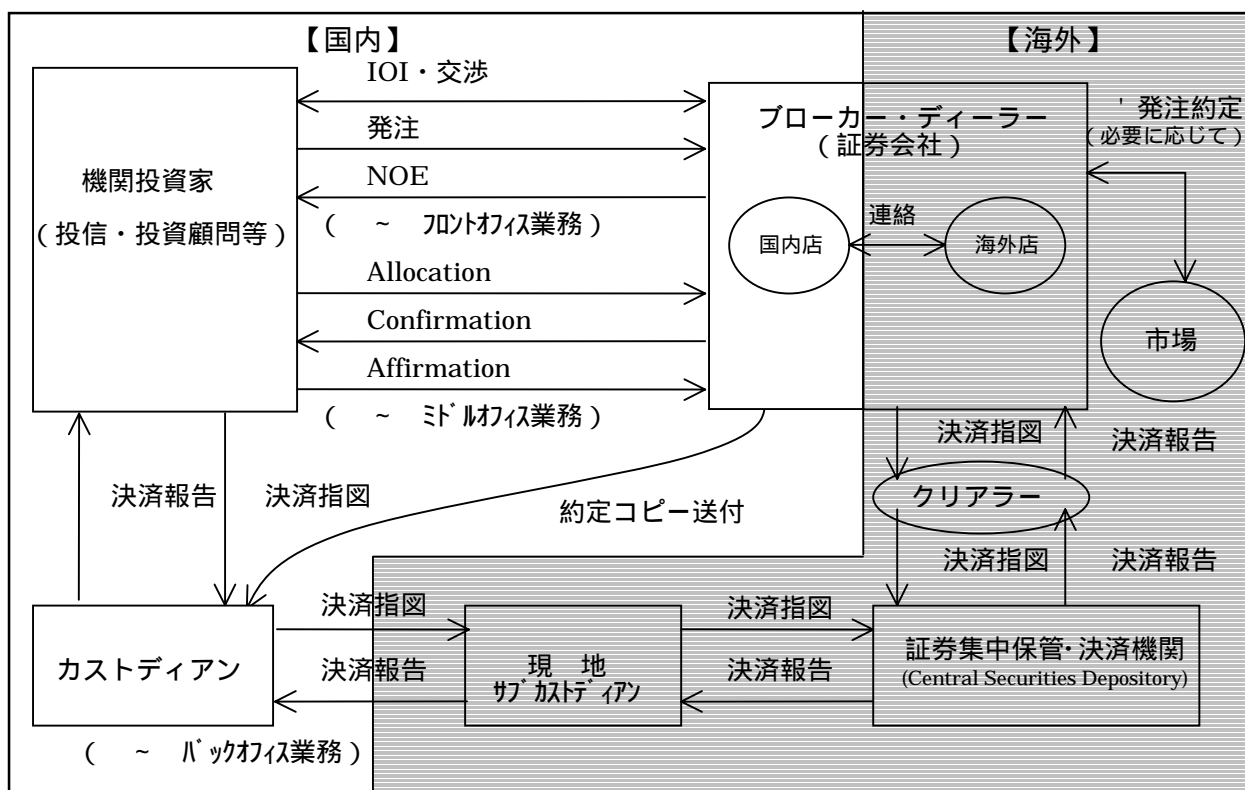 【国内】
【海外】
IOI・交渉
発注
NOE
( ~ ﾌﾛﾝﾄｵﾌｨｽ業務)
Allocation
Confirmation
Affirmation
( ~ ﾐﾄﾞﾙｵﾌｨｽ業務)
機関投資家
(投信・投資顧問等)
ブローカー・ディーラー
(証券会社)
国内店
連絡
海外店
' 発注約定
(必要に応じて)
市場
決済指図
決済報告
クリアラー
決済指図
決済報告
決済報告
決済指図
約定コピー送付
カストディアン
決済指図
決済報告
現 地
ｻﾌﾞｶｽﾄﾃﾞｨｱﾝ
決済指図
決済報告
証券集中保管・決済機関
(Central Securities Depository)
( ~ ﾊﾞｯｸｵﾌｨｽ業務)